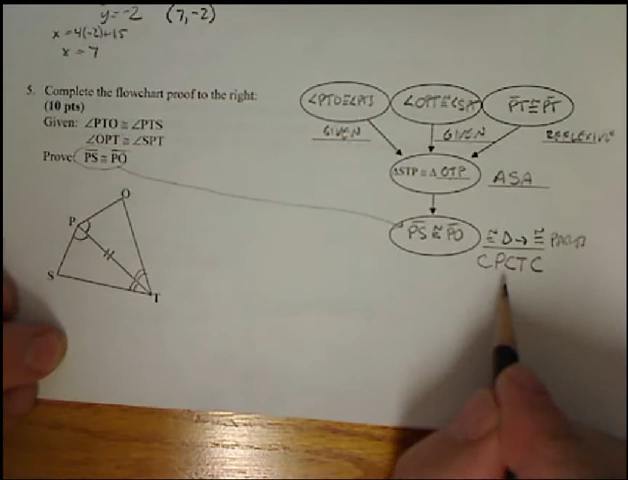 y = -2 (7, -2)
x = 4(-2)+15
x = 7
5. Complete the flowchart proof to the right:
(10 pts)
Given: ∠PTO ≅ ∠PTS
∠OPT ≅ ∠SPT
Prove: PS ≅ PO
∠PTO≅∠PTS ∠OPT≅∠SPT PT≅PT
GIVEN GIVEN REFLEXIVE
ΔSTP ≅ Δ OTP ASA
PS ≅ PO ≅ Δ → ≅ PARTS
CPCTC
O
P
S
T